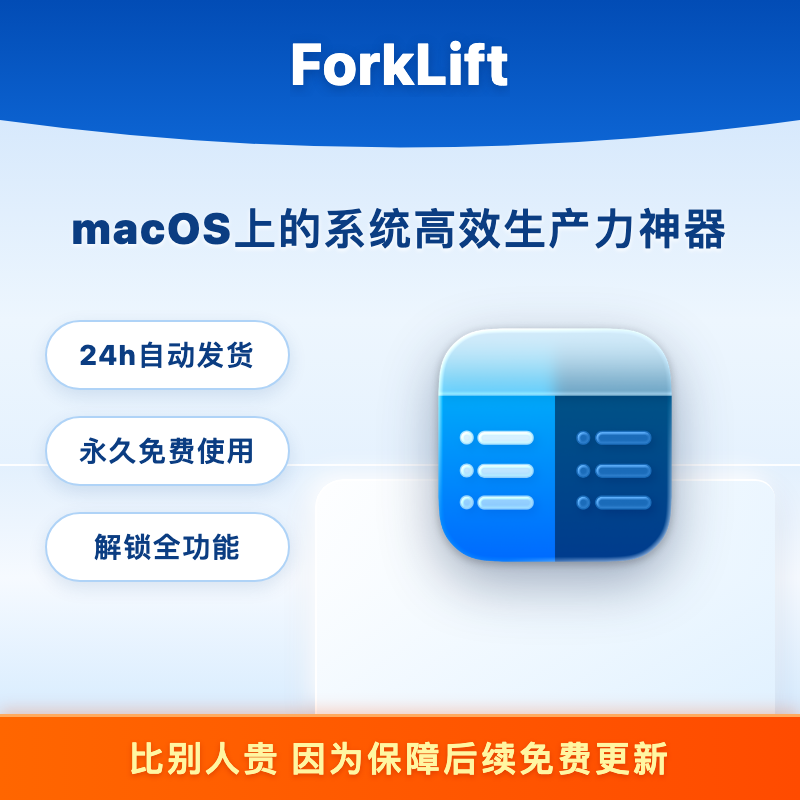 ForkLift
macOS上的系统高效生产力神器
24h自动发货
永久免费使用
解锁全功能
比别人贵 因为保障后续免费更新